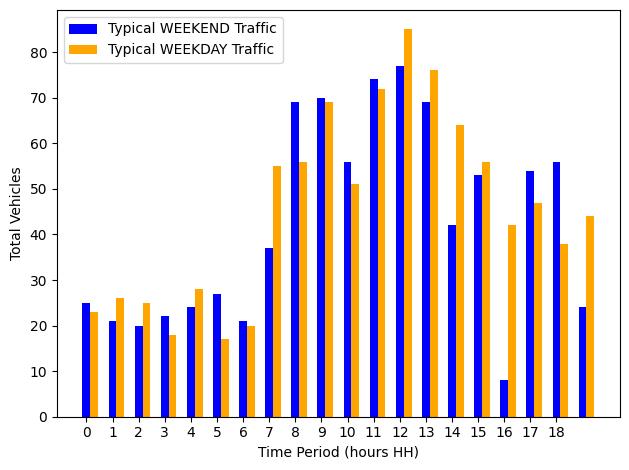 Typical WEEKEND Traffic
Typical WEEKDAY Traffic
80
70
60
50
40
30
20
10
0
Total Vehicles
0 1 2 3 4 5 6 7 8 9 10 11 12 13 14 15 16 17 18
Time Period (hours HH)